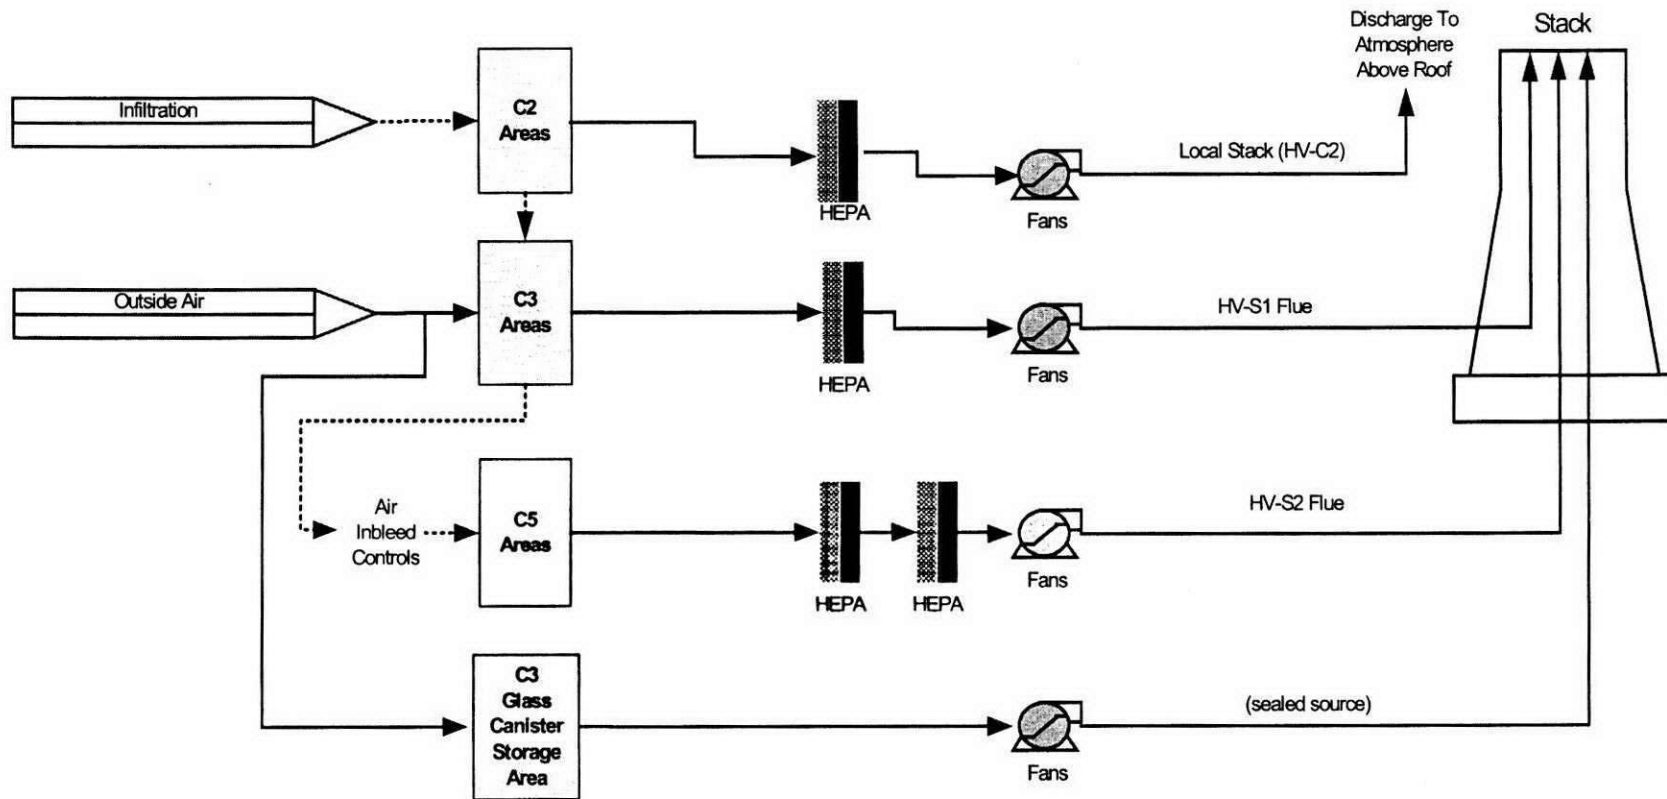 Discharge To
Atmosphere
Above Roof
Stack
Infiltration
C2
Areas
HEPA
Fans
Local Stack (HV-C2)
Outside Air
C3
Areas
HEPA
Fans
HV-S1 Flue
Air
Inbleed
Controls
C5
Areas
HEPA
HEPA
Fans
HV-S2 Flue
C3
Glass
Canister
Storage
Area
Fans
(sealed source)